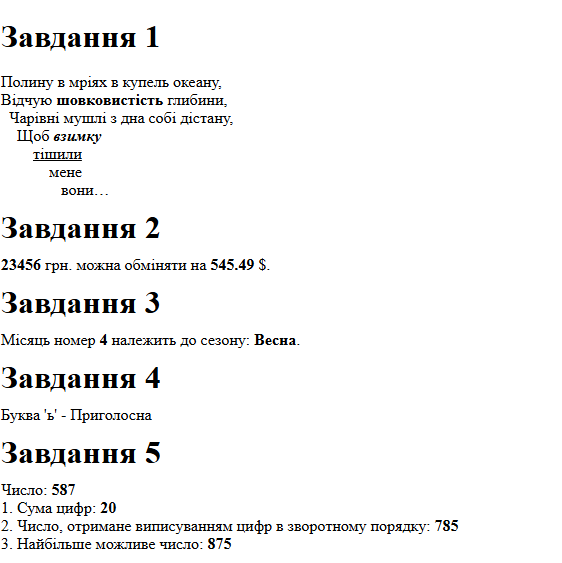 Завдання 1
Полину в мріях в купель океану,
Відчую шовковистість глибини,
Чарівні мушлі з дна собі дістану,
Щоб взимку
тішили
мене
вони…
Завдання 2
23456 грн. можна обміняти на 545.49 $.
Завдання 3
Місяць номер 4 належить до сезону: Весна.
Завдання 4
Буква 'ь' - Приголосна
Завдання 5
Число: 587
1. Сума цифр: 20
2. Число, отримане виписуванням цифр в зворотному порядку: 785
3. Найбільше можливе число: 875